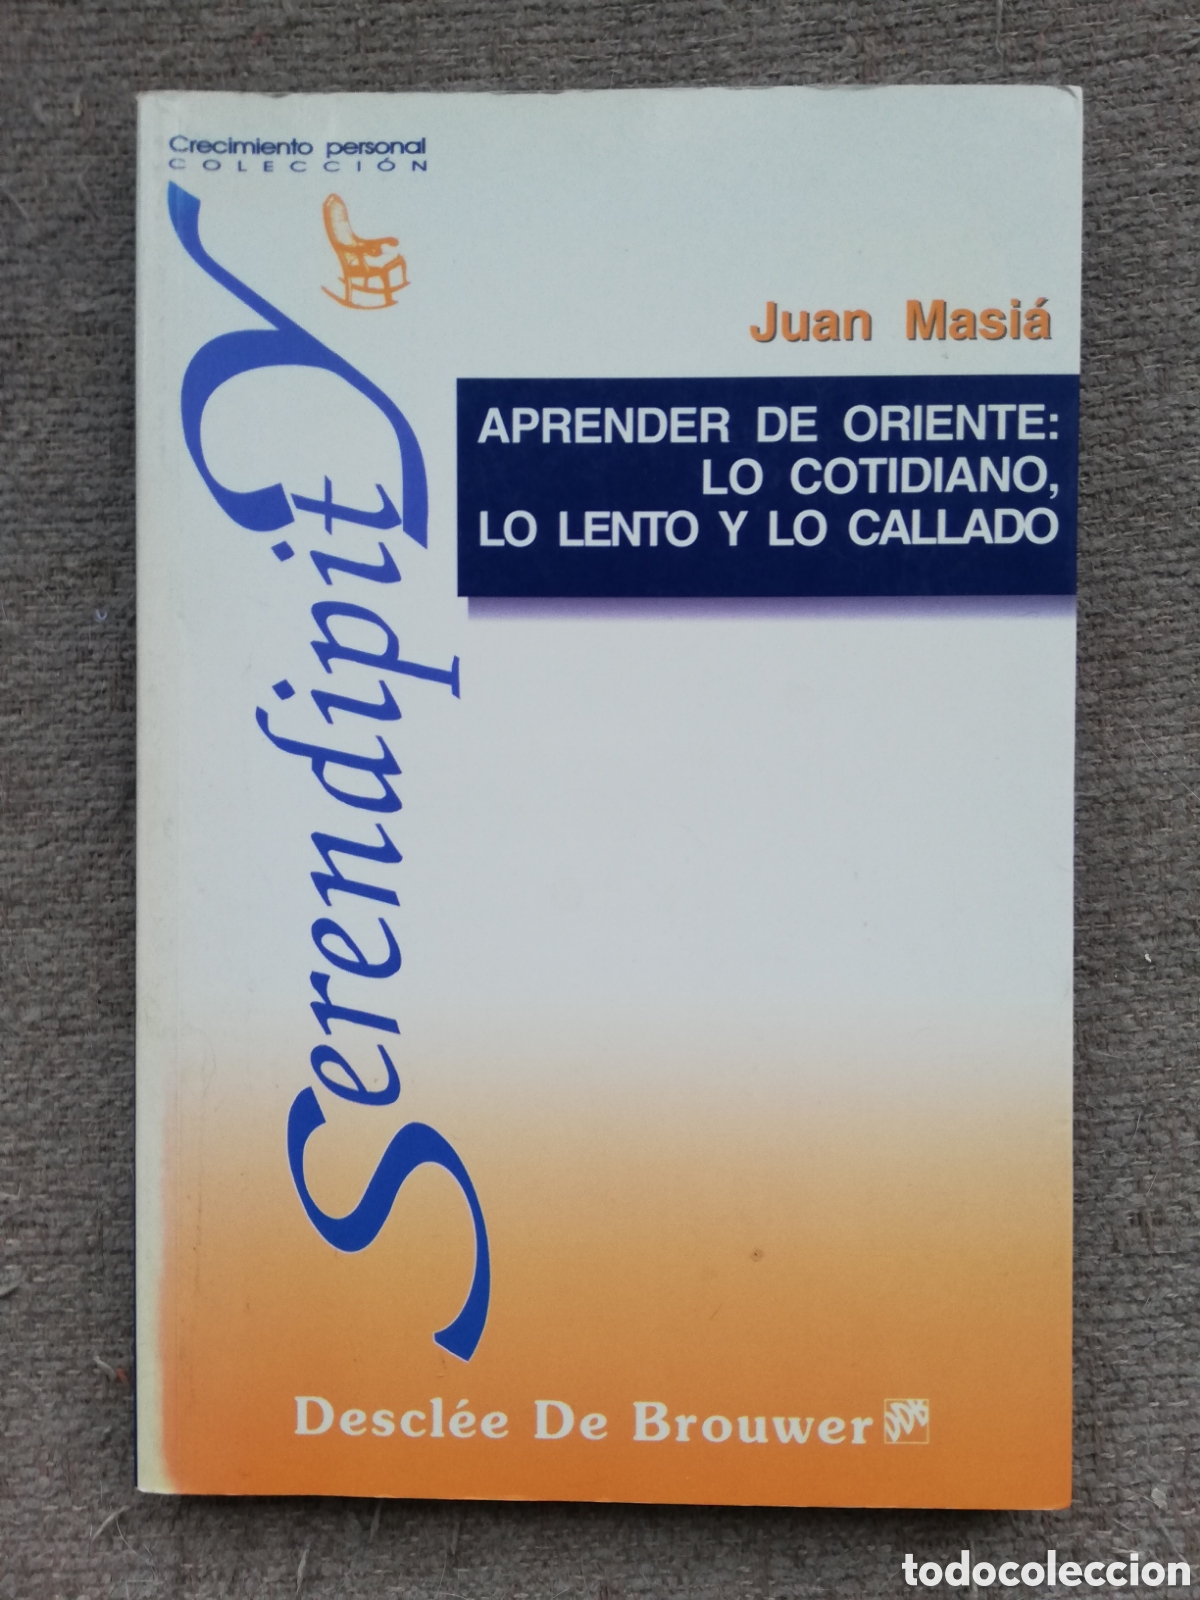 Crecimiento personal
COLECCIÓN
Serendipity
Juan Masiá
APRENDER DE ORIENTE:
LO COTIDIANO,
LO LENTO Y LO CALLADO
Desclée De Brouwer
todocoleccion